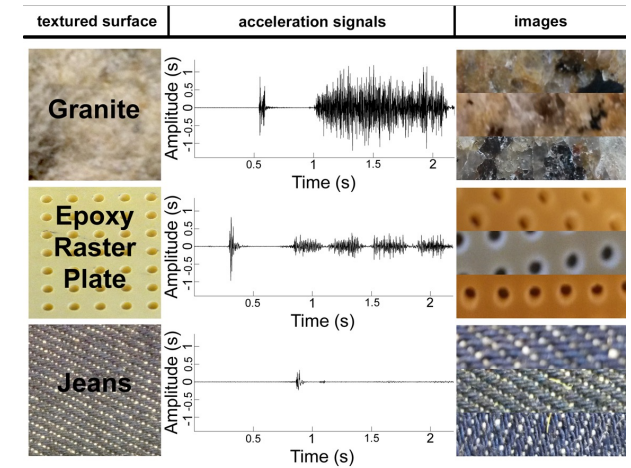 textured surface acceleration signals images
Granite
Amplitude (s)
-1 -0.5 0 0.5 1
0.5 1 1.5 2
Time (s)
Epoxy
Raster
Plate
Amplitude (s)
-1 -0.5 0 0.5 1
0.5 1 1.5 2
Time (s)
Jeans
Amplitude (s)
-1 -0.5 0 0.5 1
0.5 1 1.5 2
Time (s)